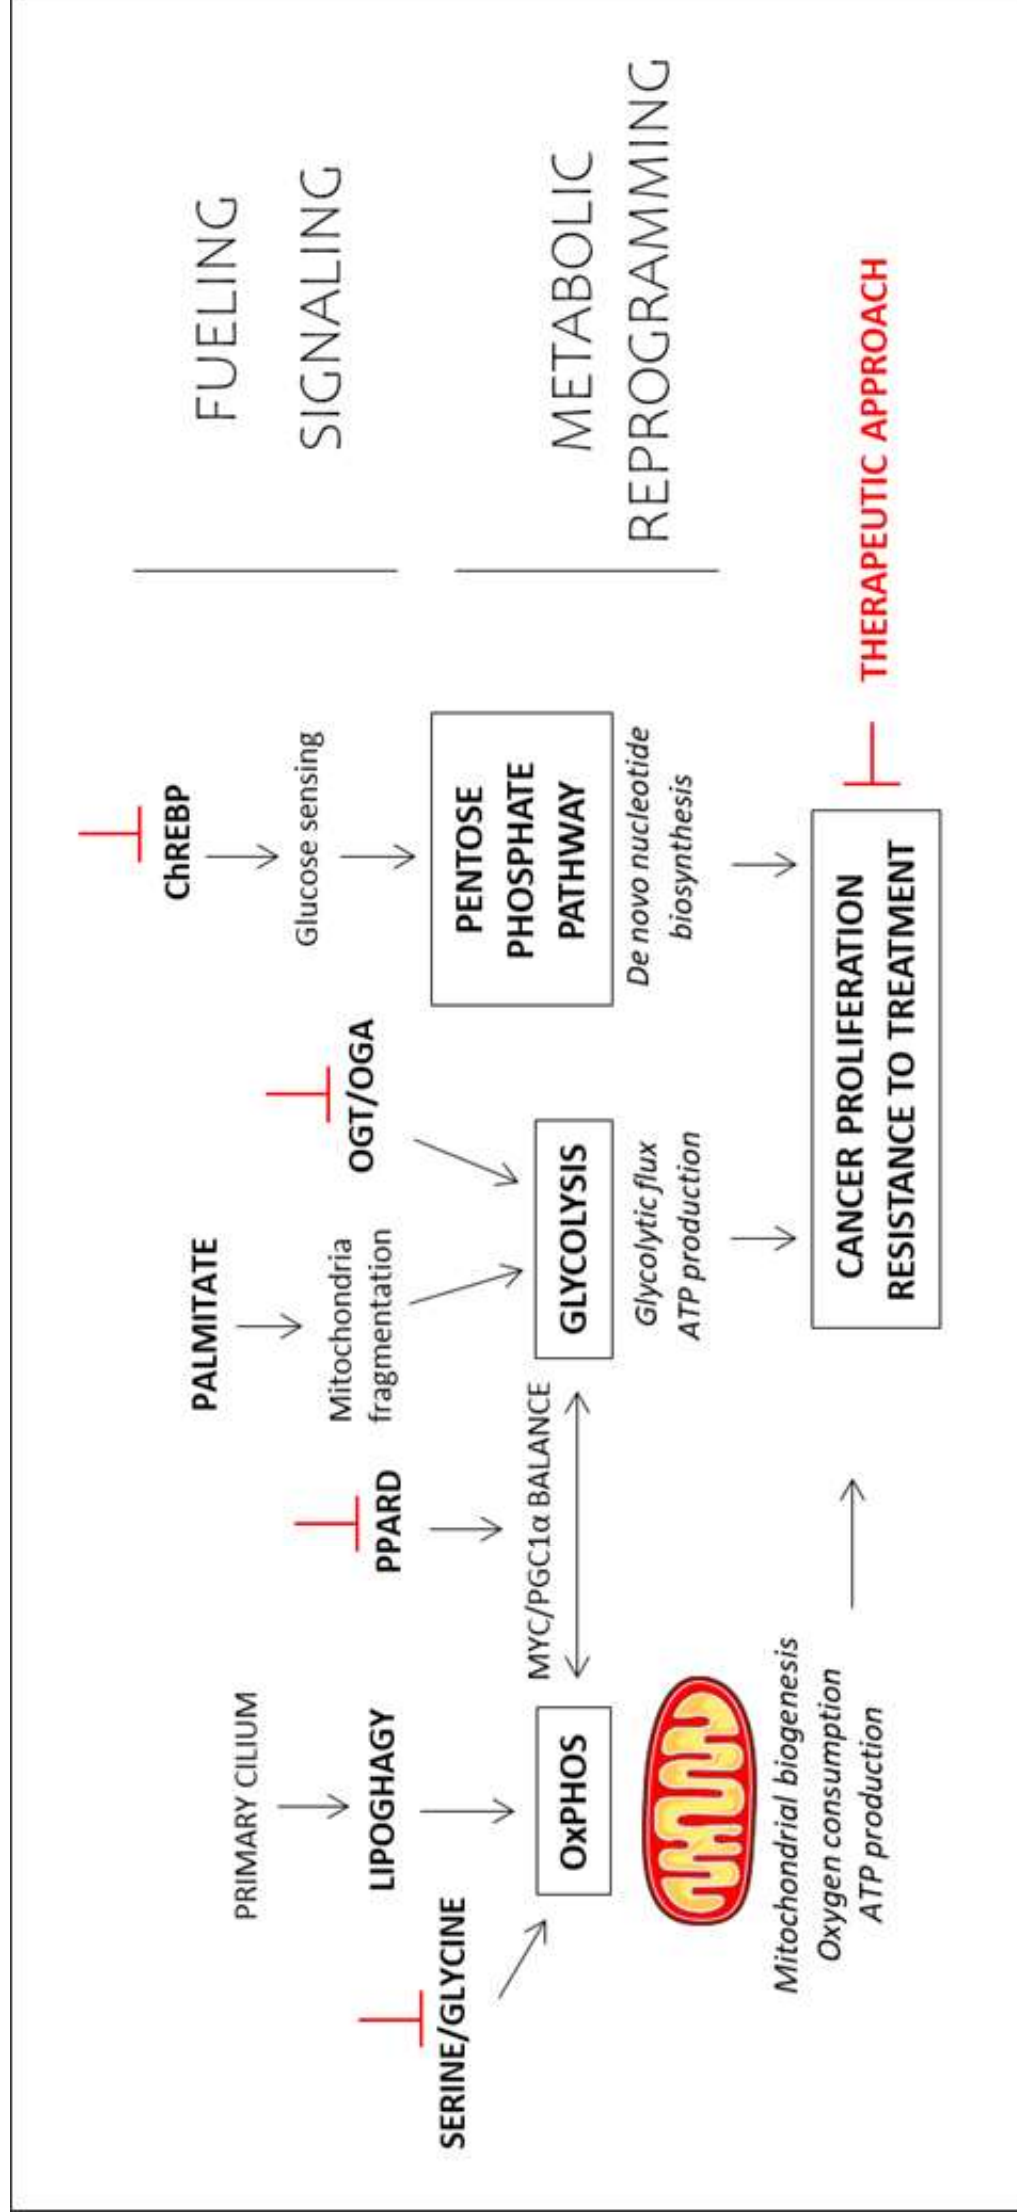 PRIMARY CILIUM
SERINE/GLYCINE
LIPOGHAGY
PPARD
PALMITATE
Mitochondria
fragmentation
OGT/OGA
ChREBP
Glucose sensing
FUELING
SIGNALING
OxPHOS
MYC/PGC1α BALANCE
GLYCOLYSIS
PENTOSE
PHOSPHATE
PATHWAY
METABOLIC
REPROGRAMMING
Mitochondrial biogenesis
Oxygen consumption
ATP production
Glycolytic flux
ATP production
De novo nucleotide
biosynthesis
CANCER PROLIFERATION
RESISTANCE TO TREATMENT
THERAPEUTIC APPROACH